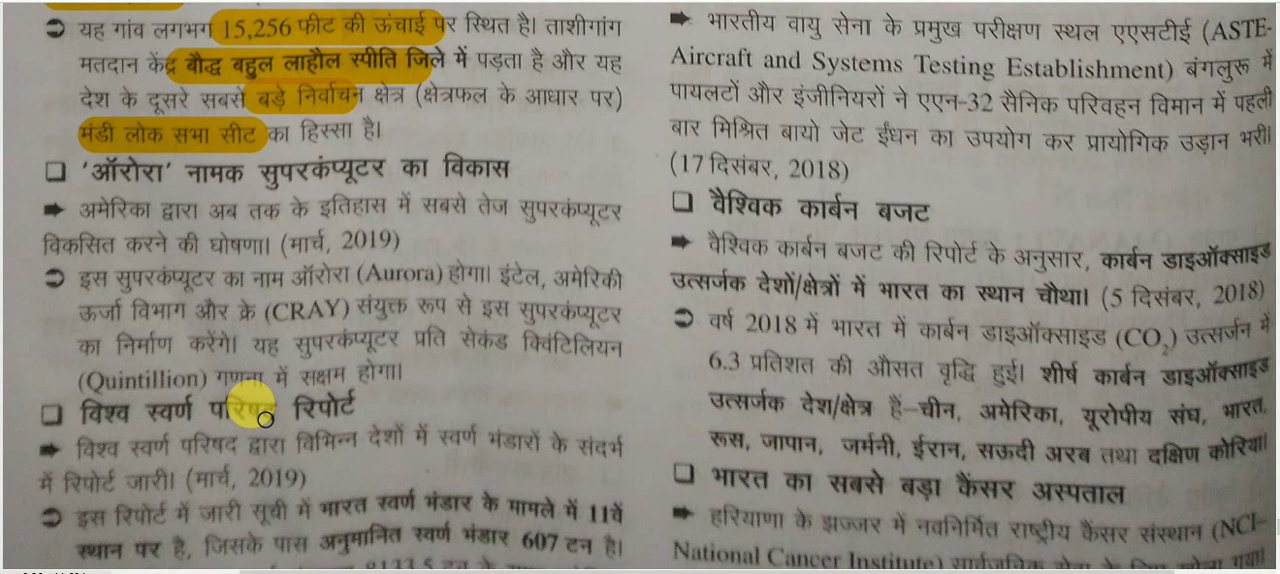 यह गांव लगभग 15,256 फीट की ऊंचाई पर स्थित है। ताशीगांग
मतदान केंद्र बौद्ध बहुल लाहौल स्पीति जिले में पड़ता है और यह
देश के दूसरे सबसे बड़े निर्वाचन क्षेत्र (क्षेत्रफल के आधार पर)
मंडी लोक सभा सीट का हिस्सा है।
'ऑरोरा' नामक सुपरकंप्यूटर का विकास
अमेरिका द्वारा अब तक के इतिहास में सबसे तेज सुपरकंप्यूटर
विकसित करने की घोषणा। (मार्च, 2019)
इस सुपरकंप्यूटर का नाम ऑरोरा (Aurora) होगा। इंटेल, अमेरिकी
ऊर्जा विभाग और क्रे (CRAY) संयुक्त रूप से इस सुपरकंप्यूटर
का निर्माण करेंगे। यह सुपरकंप्यूटर प्रति सेकंड क्विंटिलियन
(Quintillion) गणना में सक्षम होगा।
विश्व स्वर्ण परिषद रिपोर्ट
विश्व स्वर्ण परिषद द्वारा विभिन्न देशों में स्वर्ण भंडारों के संदर्भ
में रिपोर्ट जारी। (मार्च, 2019)
इस रिपोर्ट में जारी सूची में भारत स्वर्ण भंडार के मामले में 11वें
स्थान पर है, जिसके पास अनुमानित स्वर्ण भंडार 607 टन है।
भारतीय वायु सेना के प्रमुख परीक्षण स्थल एएसटीई (ASTE-
Aircraft and Systems Testing Establishment) बंगलुरू में
पायलटों और इंजीनियरों ने एएन-32 सैनिक परिवहन विमान में पहली
बार मिश्रित बायो जेट ईंधन का उपयोग कर प्रायोगिक उड़ान भरी।
(17 दिसंबर, 2018)
वैश्विक कार्बन बजट
वैश्विक कार्बन बजट की रिपोर्ट के अनुसार, कार्बन डाइऑक्साइड
उत्सर्जक देशों/क्षेत्रों में भारत का स्थान चौथा। (5 दिसंबर, 2018)
वर्ष 2018 में भारत में कार्बन डाइऑक्साइड (CO₂) उत्सर्जन में
6.3 प्रतिशत की औसत वृद्धि हुई। शीर्ष कार्बन डाइऑक्साइड
उत्सर्जक देश/क्षेत्र हैं–चीन, अमेरिका, यूरोपीय संघ, भारत,
रूस, जापान, जर्मनी, ईरान, सऊदी अरब तथा दक्षिण कोरिया।
भारत का सबसे बड़ा कैंसर अस्पताल
हरियाणा के झज्जर में नवनिर्मित राष्ट्रीय कैंसर संस्थान (NCI–
National Cancer Institute)